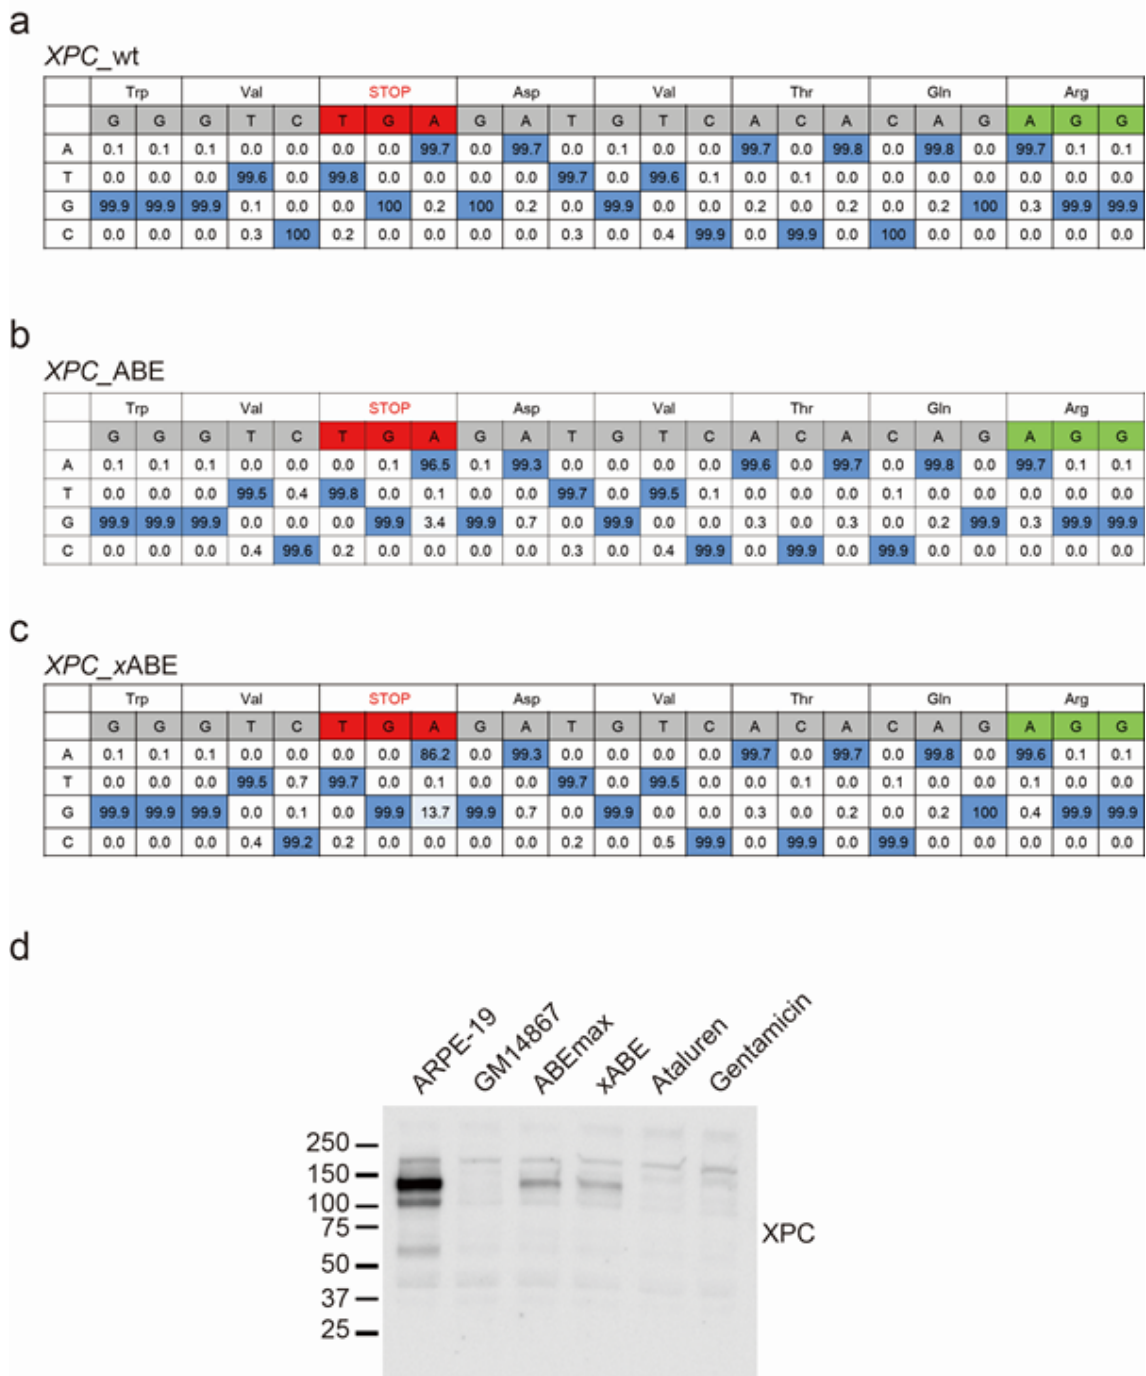 a
XPC_wt
Trp Val STOP Asp Val Thr Gln Arg
G G G T C T G A G A T G T C A C A C A G A G G
A 0.1 0.1 0.1 0.0 0.0 0.0 0.0 99.7 0.0 99.7 0.0 0.1 0.0 0.0 99.7 0.0 99.8 0.0 99.8 0.0 99.7 0.1 0.1
T 0.0 0.0 0.0 99.6 0.0 99.8 0.0 0.0 0.0 0.0 99.7 0.0 99.6 0.1 0.0 0.1 0.0 0.0 0.0 0.0 0.0 0.0 0.0
G 99.9 99.9 99.9 0.1 0.0 0.0 100 0.2 100 0.2 0.0 99.9 0.0 0.0 0.2 0.0 0.2 0.0 0.2 100 0.3 99.9 99.9
C 0.0 0.0 0.0 0.3 100 0.2 0.0 0.0 0.0 0.0 0.3 0.0 0.4 99.9 0.0 99.9 0.0 100 0.0 0.0 0.0 0.0 0.0
b
XPC_ABE
Trp Val STOP Asp Val Thr Gln Arg
G G G T C T G A G A T G T C A C A C A G A G G
A 0.1 0.1 0.1 0.0 0.0 0.0 0.1 96.5 0.1 99.3 0.0 0.0 0.0 0.0 99.6 0.0 99.7 0.0 99.8 0.0 99.7 0.1 0.1
T 0.0 0.0 0.0 99.5 0.4 99.8 0.0 0.1 0.0 0.0 99.7 0.0 99.5 0.1 0.0 0.0 0.0 0.1 0.0 0.0 0.0 0.0 0.0
G 99.9 99.9 99.9 0.0 0.0 0.0 99.9 3.4 99.9 0.7 0.0 99.9 0.0 0.0 0.3 0.0 0.3 0.0 0.2 99.9 0.3 99.9 99.9
C 0.0 0.0 0.0 0.4 99.6 0.2 0.0 0.0 0.0 0.0 0.3 0.0 0.4 99.9 0.0 99.9 0.0 99.9 0.0 0.0 0.0 0.0 0.0
c
XPC_xABE
Trp Val STOP Asp Val Thr Gln Arg
G G G T C T G A G A T G T C A C A C A G A G G
A 0.1 0.1 0.1 0.0 0.0 0.0 0.0 86.2 0.0 99.3 0.0 0.0 0.0 0.0 99.7 0.0 99.7 0.0 99.8 0.0 99.6 0.1 0.1
T 0.0 0.0 0.0 99.5 0.7 99.7 0.0 0.1 0.0 0.0 99.7 0.0 99.5 0.0 0.0 0.1 0.0 0.1 0.0 0.0 0.1 0.0 0.0
G 99.9 99.9 99.9 0.0 0.1 0.0 99.9 13.7 99.9 0.7 0.0 99.9 0.0 0.0 0.3 0.0 0.2 0.0 0.2 100 0.4 99.9 99.9
C 0.0 0.0 0.0 0.4 99.2 0.2 0.0 0.0 0.0 0.0 0.2 0.0 0.5 99.9 0.0 99.9 0.0 99.9 0.0 0.0 0.0 0.0 0.0
d
ARPE-19 GM14867 ABEmax xABE Ataluren Gentamicin
250
150
100
75
XPC
50
37
25